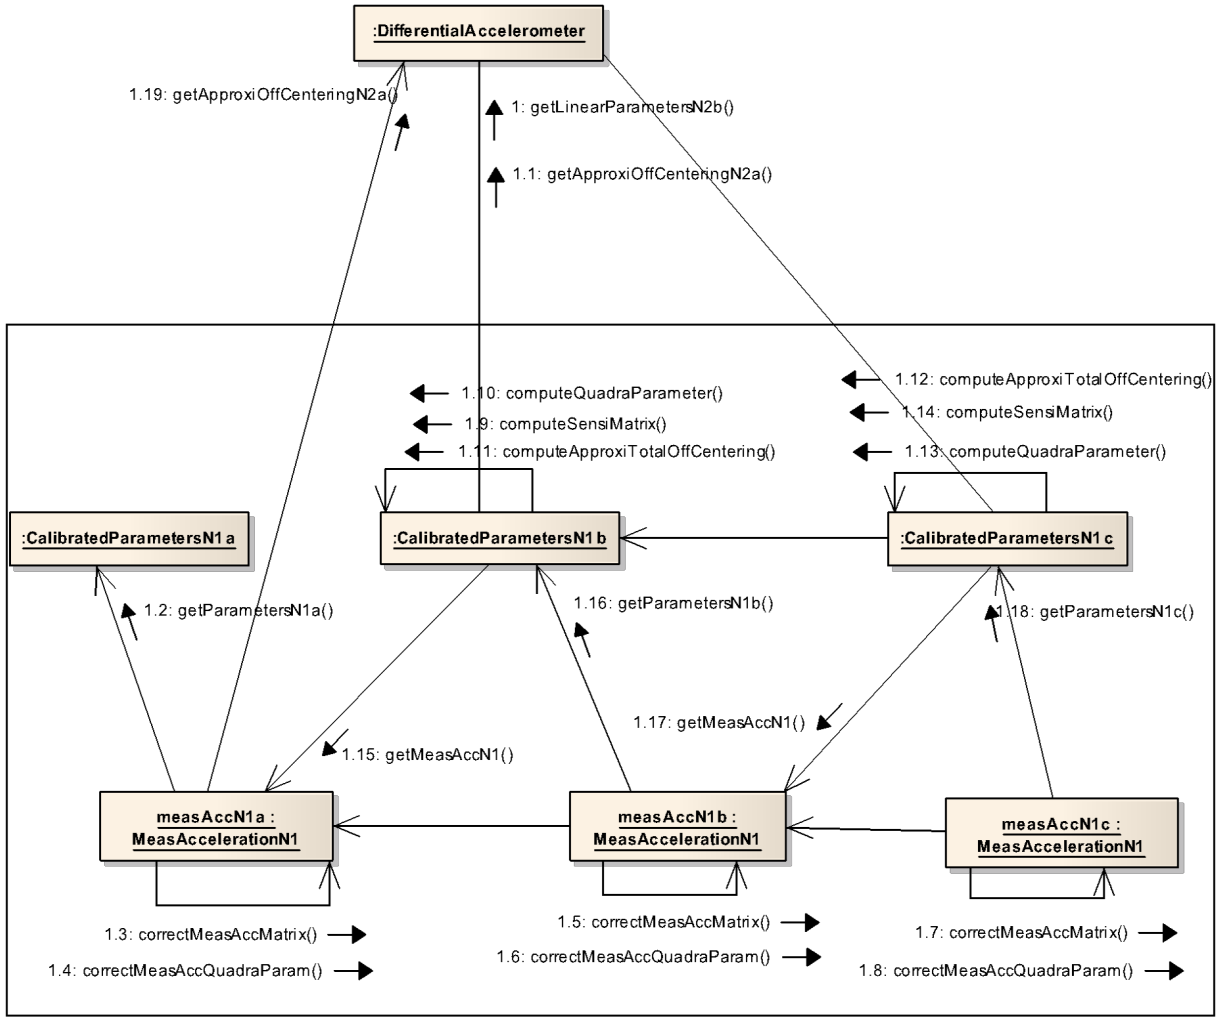 :DifferentialAccelerometer
1.19: getApproxiOffCenteringN2a()
1: getLinearParametersN2b()
1.1: getApproxiOffCenteringN2a()
1.10: computeQuadraParameter()
1.9: computeSensiMatrix()
1.11: computeApproxiTotalOffCentering()
1.12: computeApproxiTotalOffCentering()
1.14: computeSensiMatrix()
1.13: computeQuadraParameter()
:CalibratedParametersN1a
:CalibratedParametersN1b
:CalibratedParametersN1c
1.2: getParametersN1a()
1.16: getParametersN1b()
1.18: getParametersN1c()
1.15: getMeasAccN1()
1.17: getMeasAccN1()
measAccN1a :
MeasAccelerationN1
measAccN1b :
MeasAccelerationN1
measAccN1c :
MeasAccelerationN1
1.3: correctMeasAccMatrix()
1.4: correctMeasAccQuadraParam()
1.5: correctMeasAccMatrix()
1.6: correctMeasAccQuadraParam()
1.7: correctMeasAccMatrix()
1.8: correctMeasAccQuadraParam()